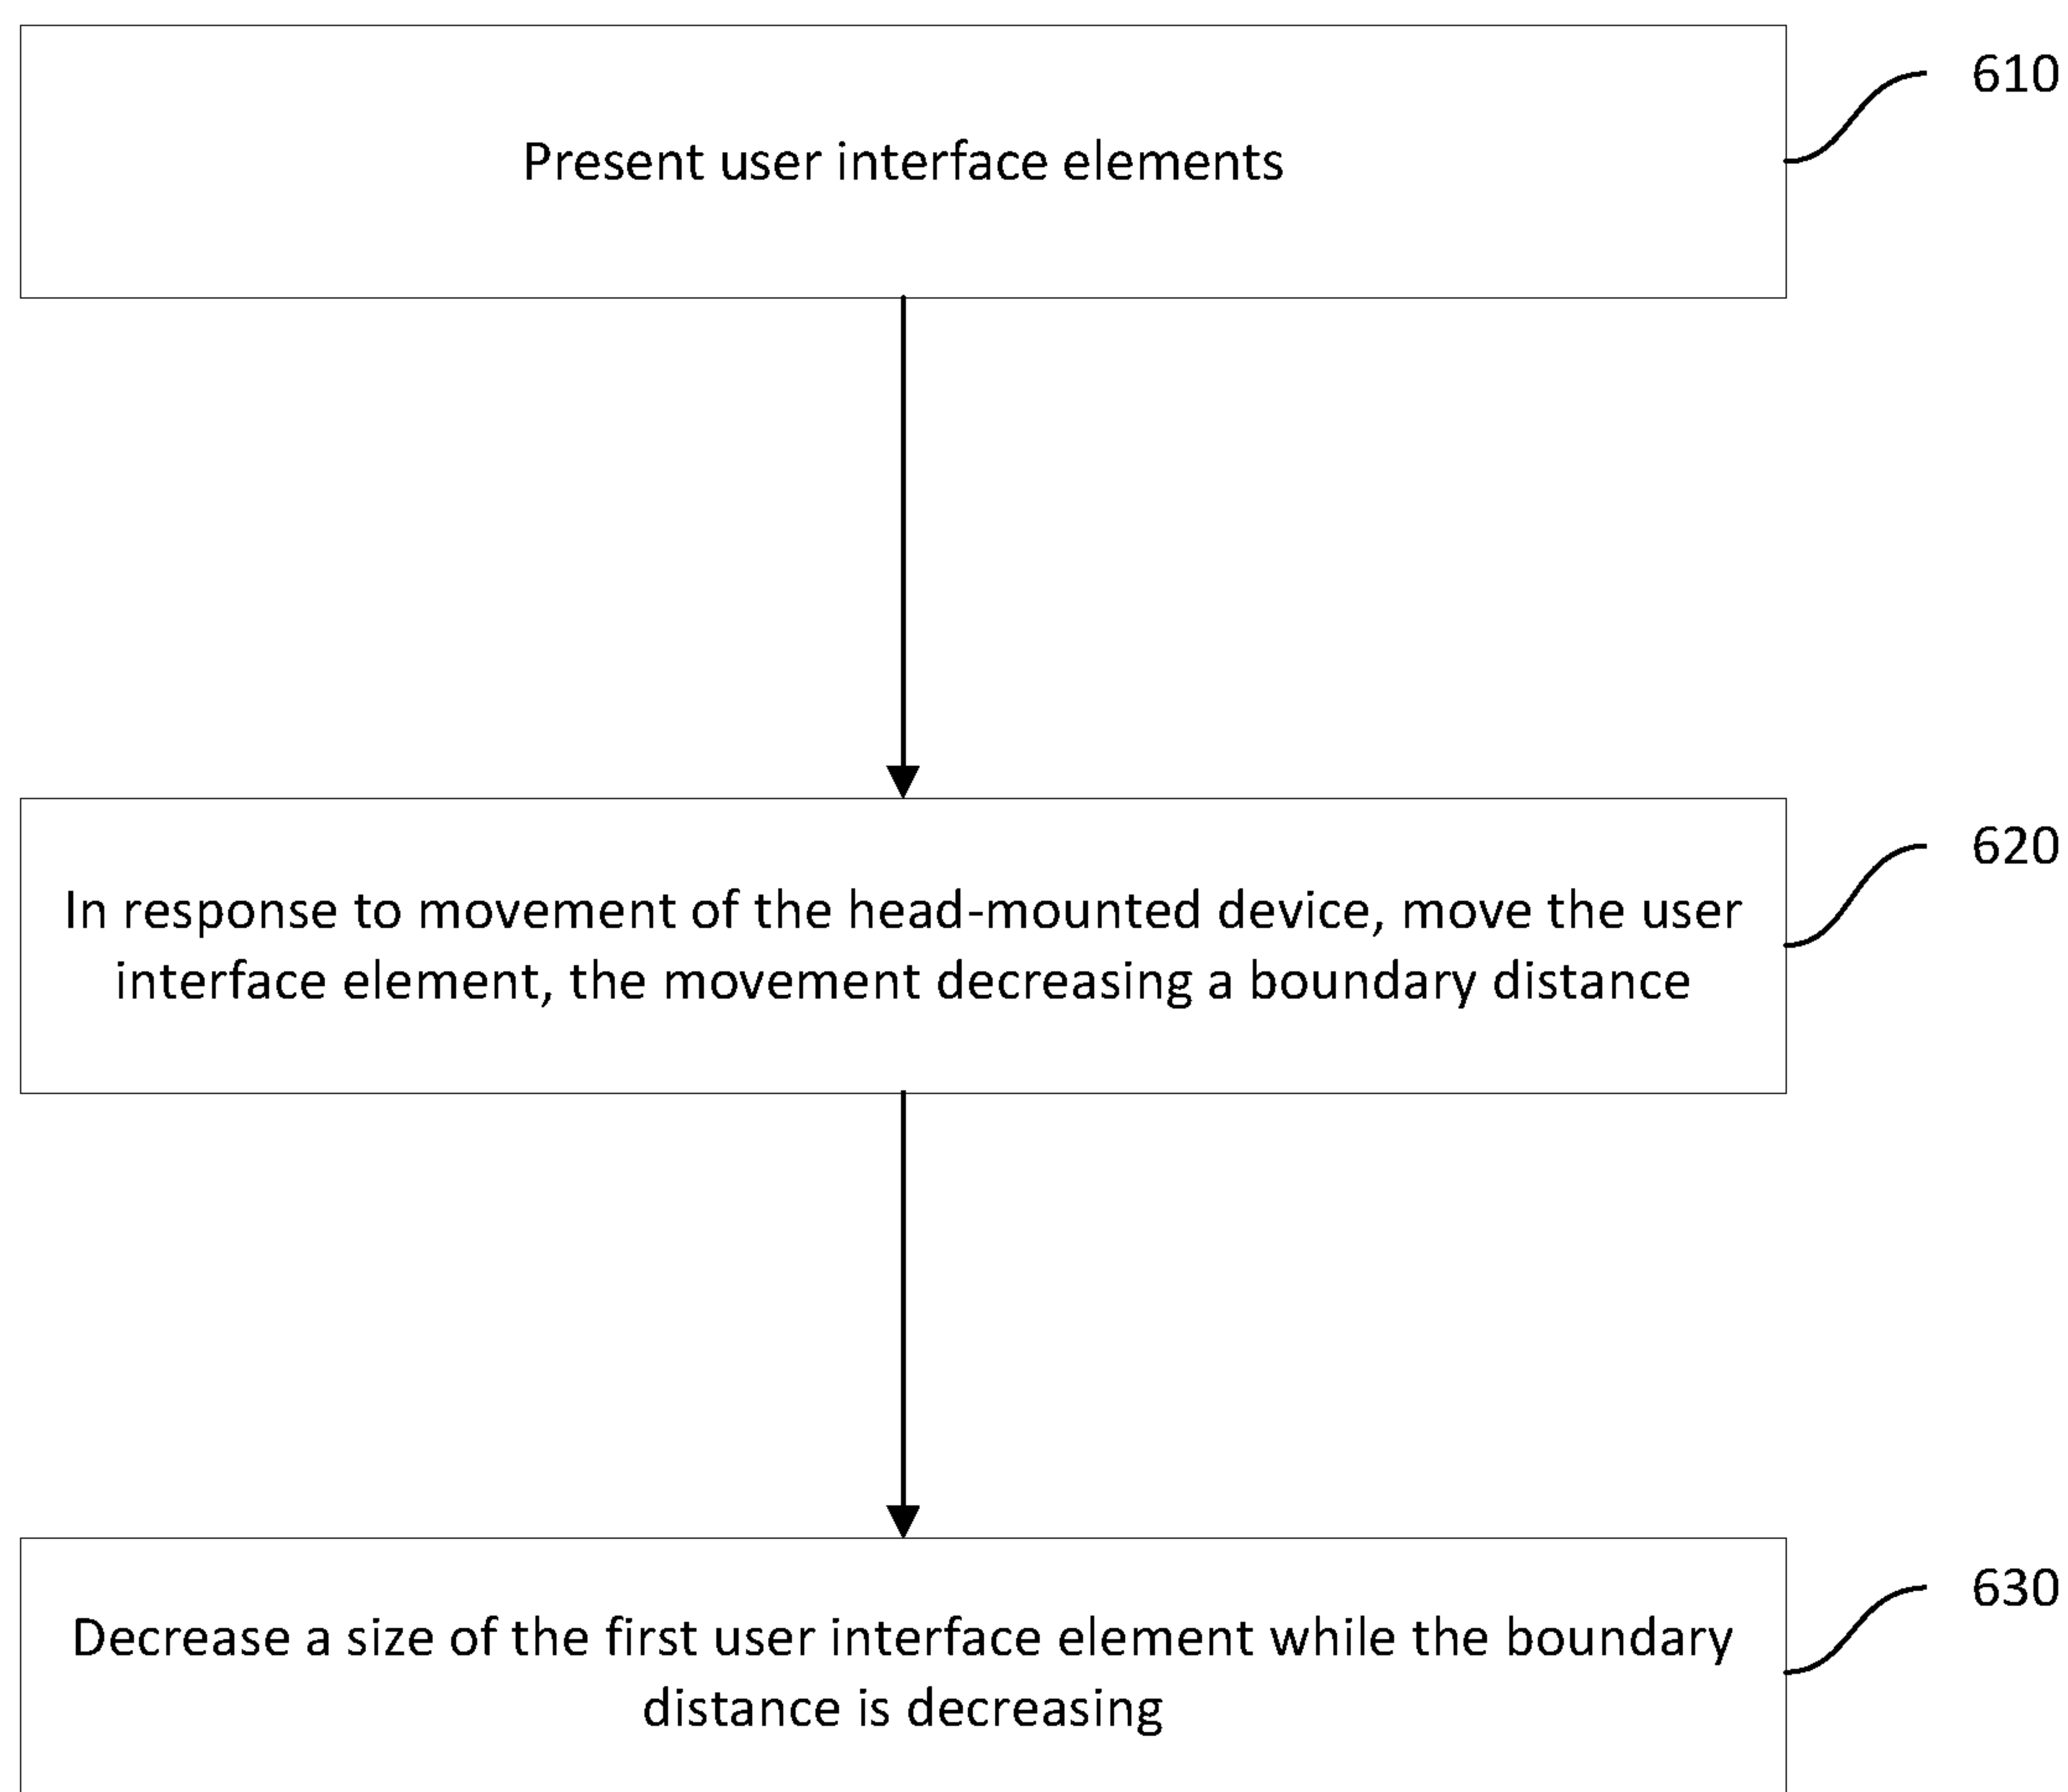 Present user interface elements
610
In response to movement of the head-mounted device, move the user
interface element, the movement decreasing a boundary distance
620
Decrease a size of the first user interface element while the boundary
distance is decreasing
630